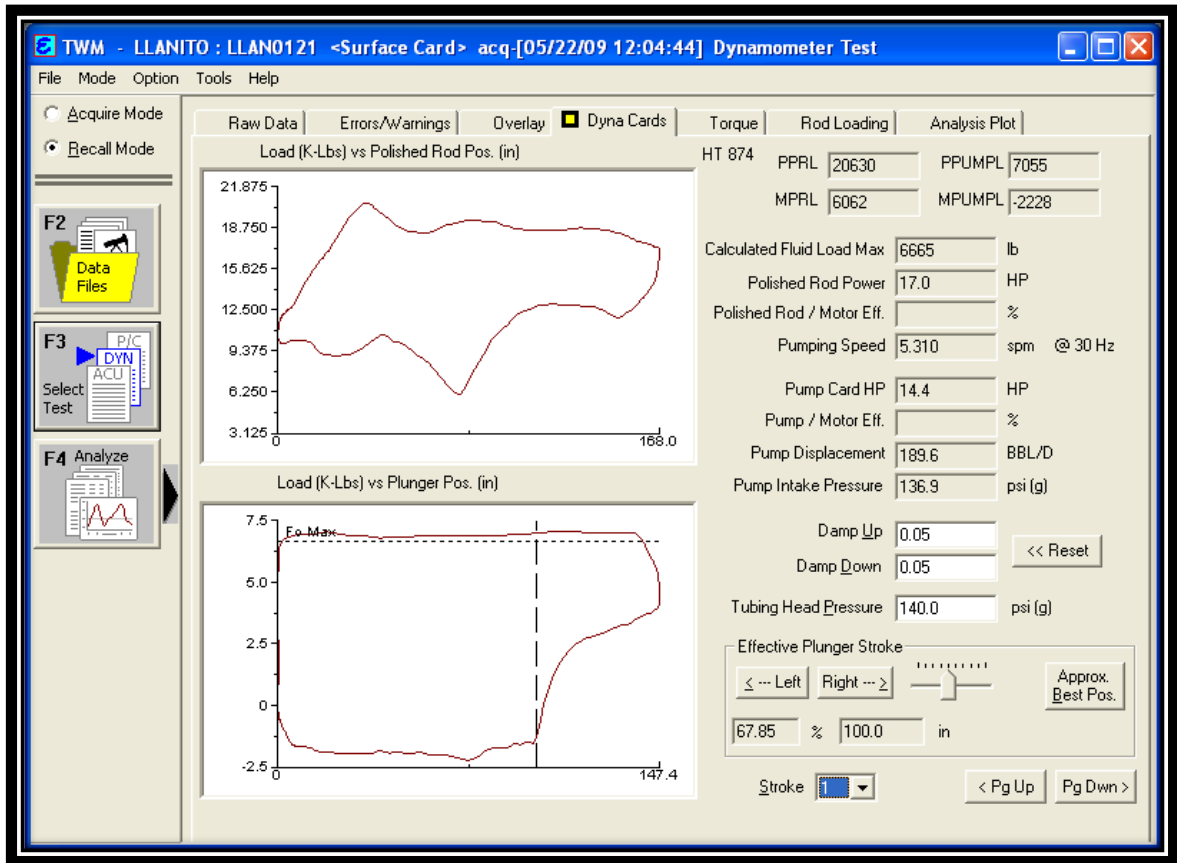 TWM - LLANITO : LLAN0121 <Surface Card> acq-[05/22/09 12:04:44] Dynamometer Test
File Mode Option Tools Help
Acquire Mode
Recall Mode
F2
Data
Files
F3
P/C
DYN
ACU
Select
Test
F4 Analyze
Raw Data Errors/Warnings Overlay Dyna Cards Torque Rod Loading Analysis Plot
Load (K-Lbs) vs Polished Rod Pos. (in)
21.875
18.750
15.625
12.500
9.375
6.250
3.125
0 168.0
Load (K-Lbs) vs Plunger Pos. (in)
7.5
Fo Max
5.0
2.5
0
-2.5
0 147.4
HT 874 PPRL 20630 PPUMPL 7055
MPRL 6062 MPUMPL -2228
Calculated Fluid Load Max 6665 lb
Polished Rod Power 17.0 HP
Polished Rod / Motor Eff. %
Pumping Speed 5.310 spm @ 30 Hz
Pump Card HP 14.4 HP
Pump / Motor Eff. %
Pump Displacement 189.6 BBL/D
Pump Intake Pressure 136.9 psi (g)
Damp Up 0.05
<< Reset
Damp Down 0.05
Tubing Head Pressure 140.0 psi (g)
Effective Plunger Stroke
< --- Left Right --- >
Approx.
Best Pos.
67.85 % 100.0 in
Stroke 1 < Pg Up Pg Dwn >